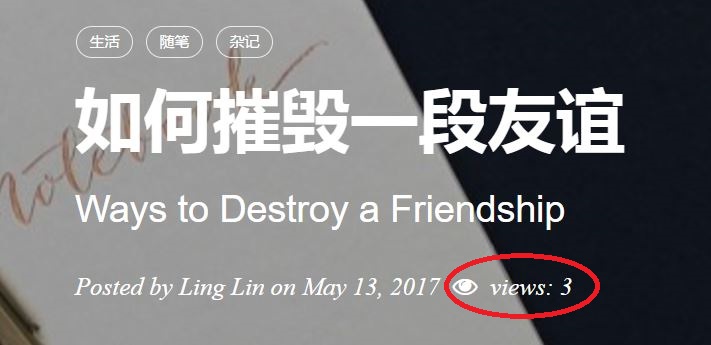 生活 随笔 杂记
如何摧毁一段友谊
Ways to Destroy a Friendship
Posted by Ling Lin on May 13, 2017 views: 3
notebook